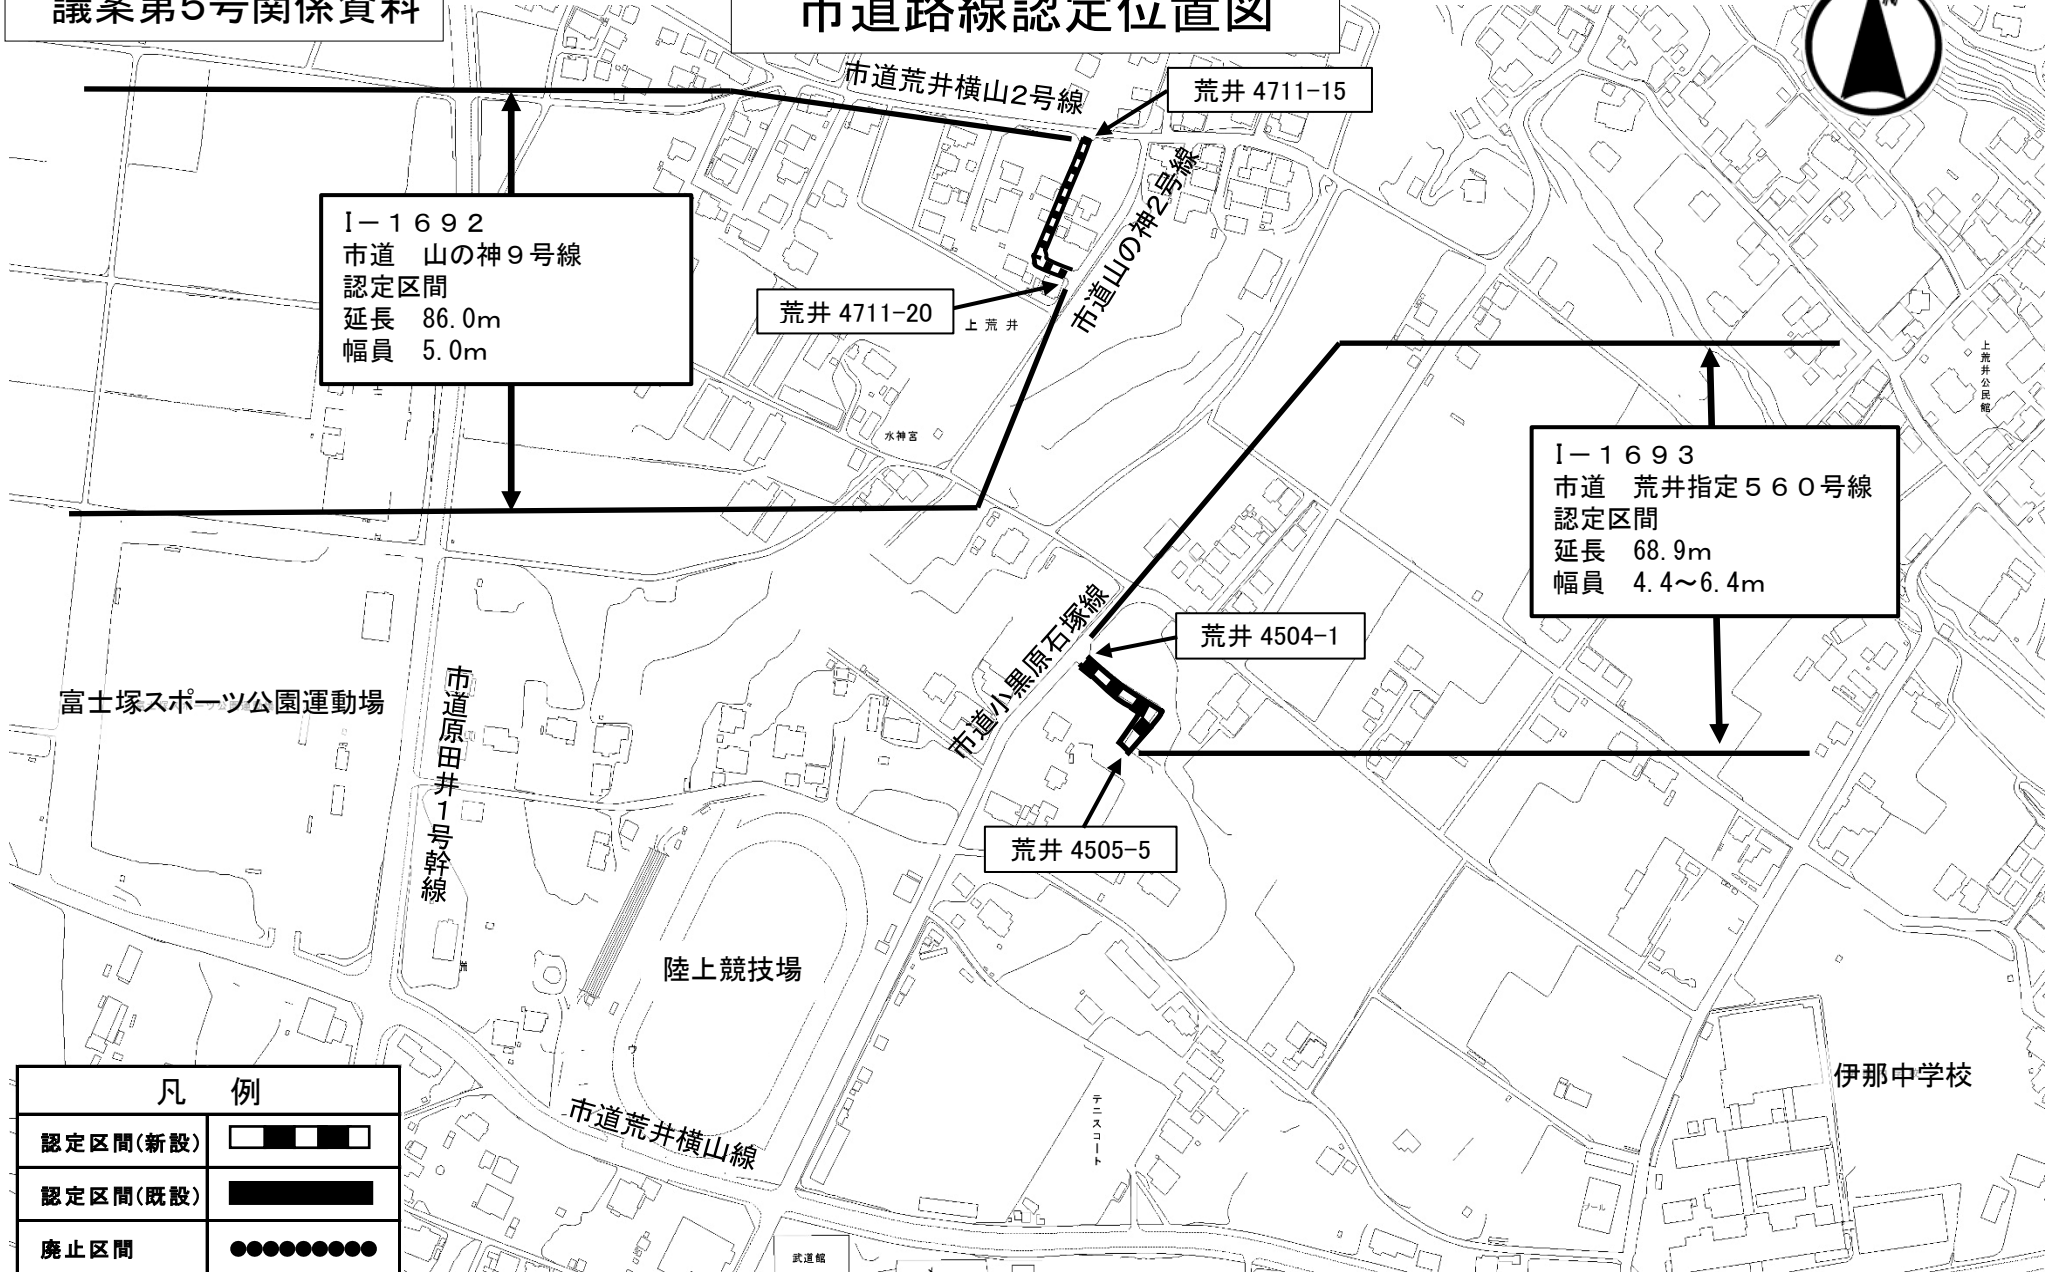 議案第5号関係資料
市道路線認定位置図
N
市道荒井横山2号線
荒井 4711-15
Ⅰ－１６９２
市道　山の神９号線
認定区間
延長　86.0m
幅員　5.0m
市道山の神2号線
荒井 4711-20
上荒井
上荒井公民館
水神宮
Ⅰ－１６９３
市道　荒井指定５６０号線
認定区間
延長　68.9m
幅員　4.4～6.4m
市道小黒原石塚線
荒井 4504-1
富士塚スポーツ公園運動場
市道原田井1号幹線
荒井 4505-5
陸上競技場
伊那中学校
テニスコート
市道荒井横山線
プール
武道館
凡　例
認定区間(新設)
認定区間(既設)
廃止区間